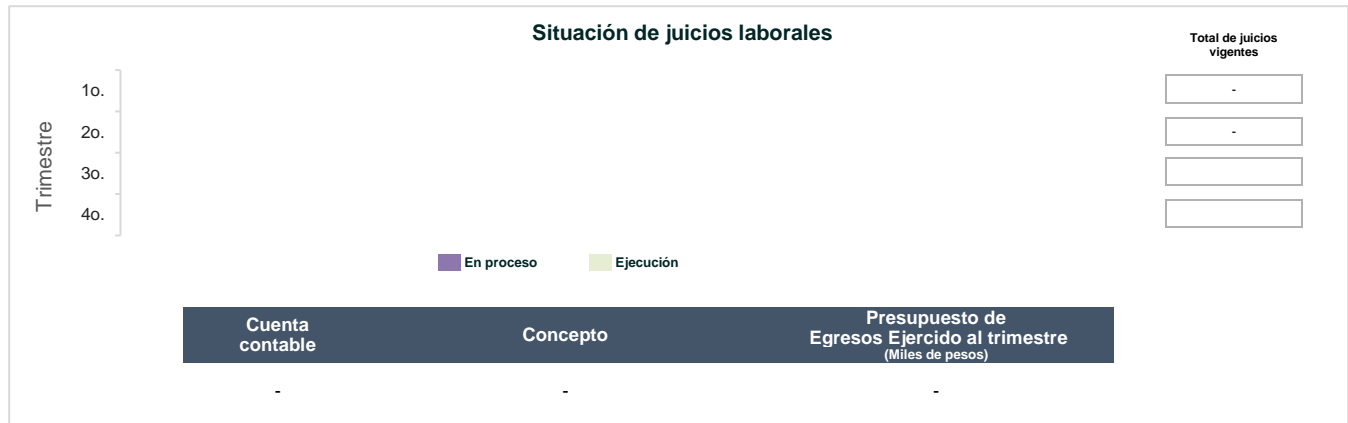 Situación de juicios laborales
Total de juicios
vigentes
Trimestre
1o.
-
2o.
-
3o.
4o.
En proceso
Ejecución
Cuenta
contable
Concepto
Presupuesto de
Egresos Ejercido al trimestre
(Miles de pesos)
-
-
-